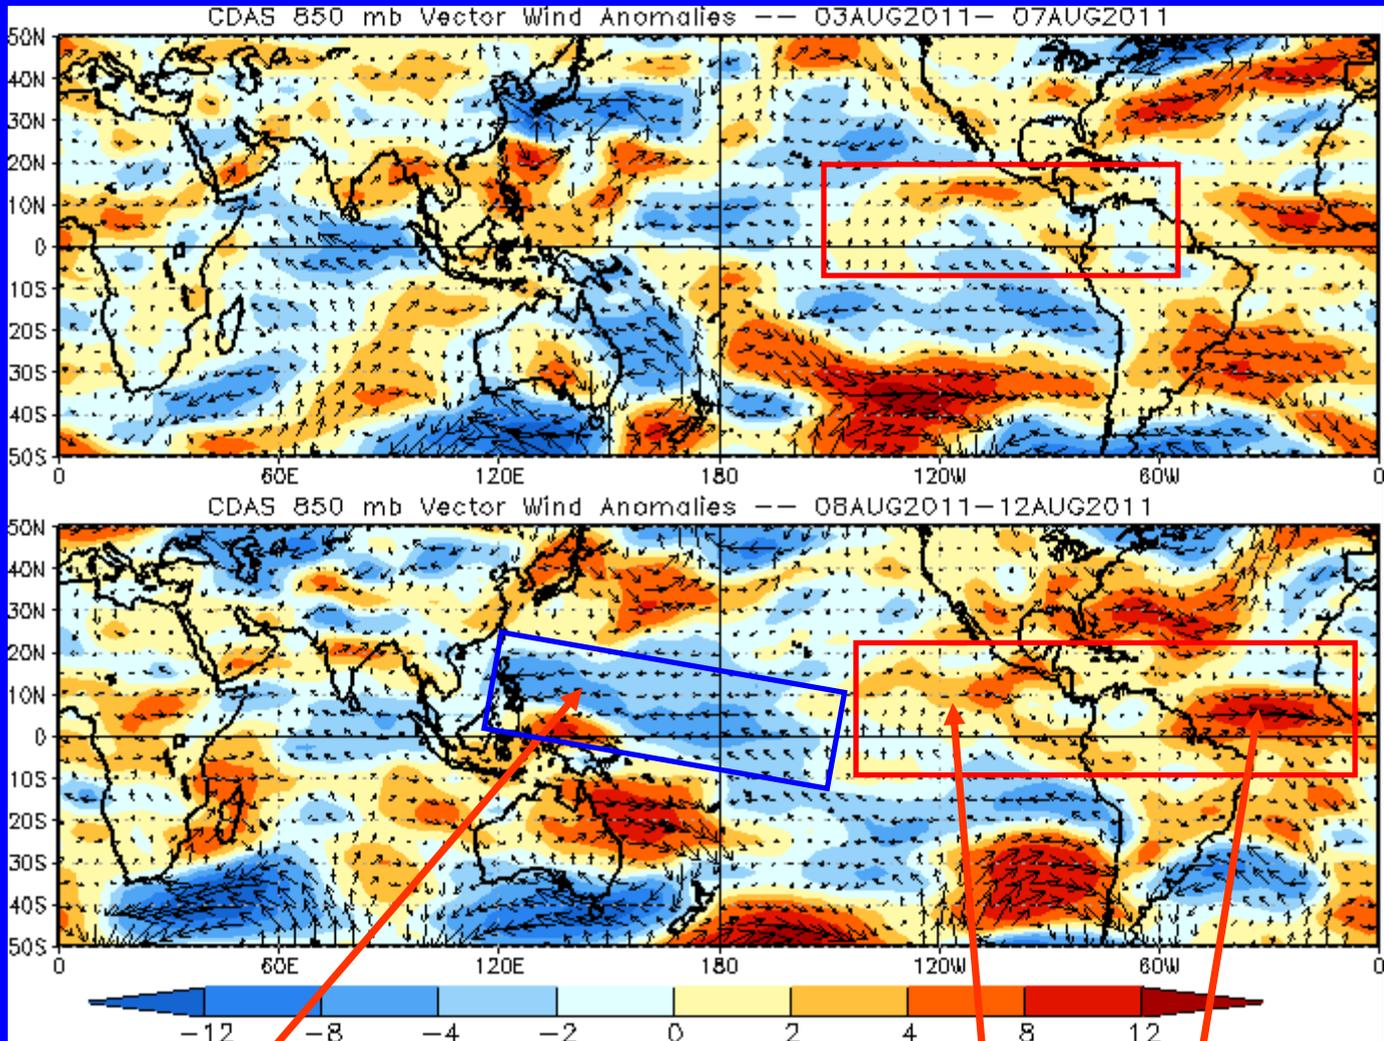 CDAS 850 mb Vector Wind Anomalies -- 03AUG2011- 07AUG2011
50N
40N
30N
20N
10N
0
10S
20S
30S
40S
50S
0 60E 120E 180 120W 60W 0
CDAS 850 mb Vector Wind Anomalies -- 08AUG2011-12AUG2011
50N
40N
30N
20N
10N
0
10S
20S
30S
40S
50S
0 60E 120E 180 120W 60W 0
-12 -8 -4 -2 0 2 4 8 12